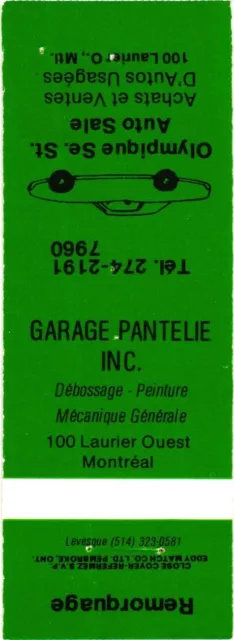 Olympique Se. St.
Auto Sale
Achats et Ventes
D'Autos Usagées
100 Laurier O., Mtl.
Tél. 274-2191
7960
GARAGE PANTELIE
INC.
Débossage - Peinture
Mécanique Générale
100 Laurier Ouest
Montréal
Levesque (514) 323-0581
Remorquage
CLOSE COVER-REFERMEZ S.V.P.
EDDY MATCH CO. LTD.-PEMBROKE, ONT.